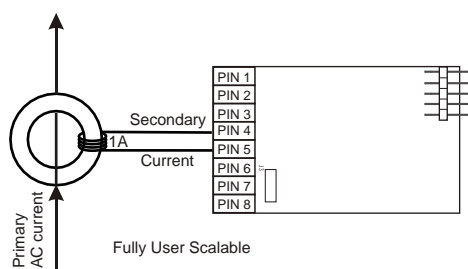 PIN 1
PIN 2
PIN 3
Secondary
PIN 4
1A
PIN 5
Current
PIN 6
J3
PIN 7
PIN 8
Primary
AC current
Fully User Scalable